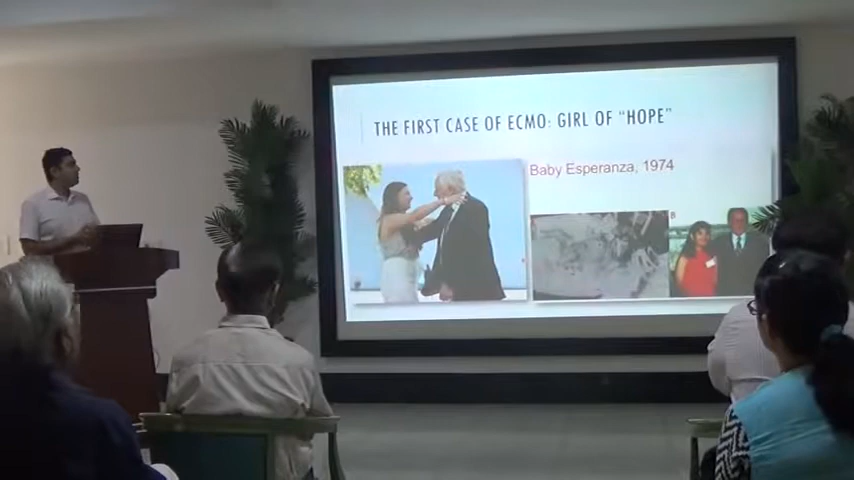 THE FIRST CASE OF ECMO: GIRL OF "HOPE"
Baby Esperanza, 1974